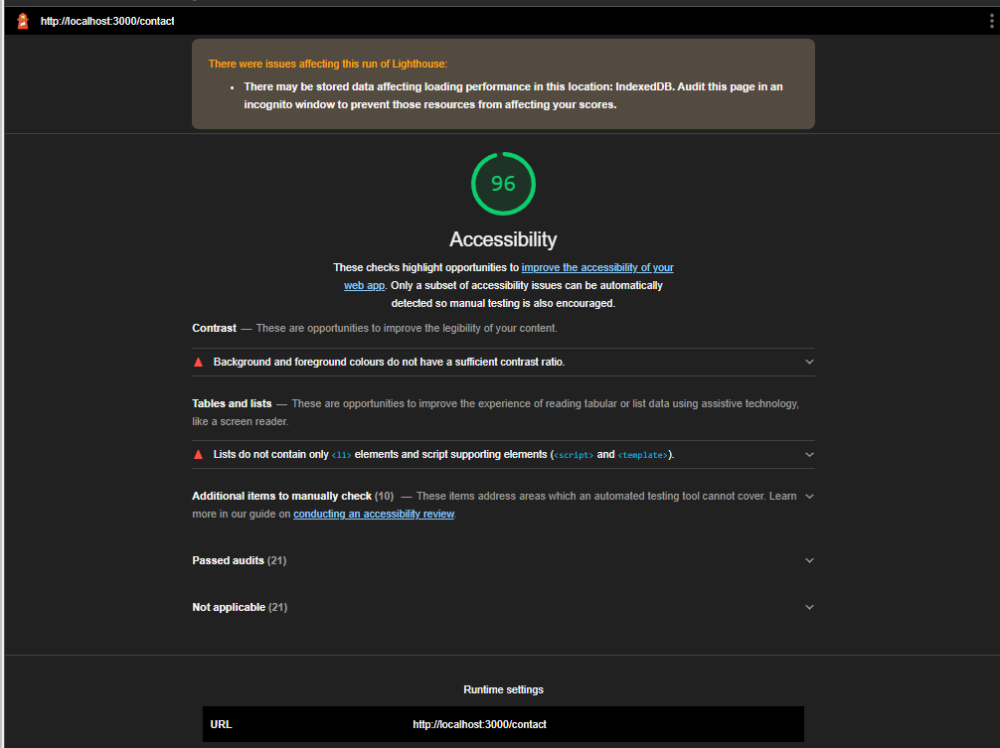 http://localhost:3000/contact
There were issues affecting this run of Lighthouse:
• There may be stored data affecting loading performance in this location: IndexedDB. Audit this page in an
incognito window to prevent those resources from affecting your scores.
96
Accessibility
These checks highlight opportunities to improve the accessibility of your
web app. Only a subset of accessibility issues can be automatically
detected so manual testing is also encouraged.
Contrast — These are opportunities to improve the legibility of your content.
Background and foreground colours do not have a sufficient contrast ratio.
Tables and lists — These are opportunities to improve the experience of reading tabular or list data using assistive technology,
like a screen reader.
Lists do not contain only <li> elements and script supporting elements (<script> and <template>).
Additional items to manually check (10) — These items address areas which an automated testing tool cannot cover. Learn
more in our guide on conducting an accessibility review.
Passed audits (21)
Not applicable (21)
Runtime settings
URL http://localhost:3000/contact